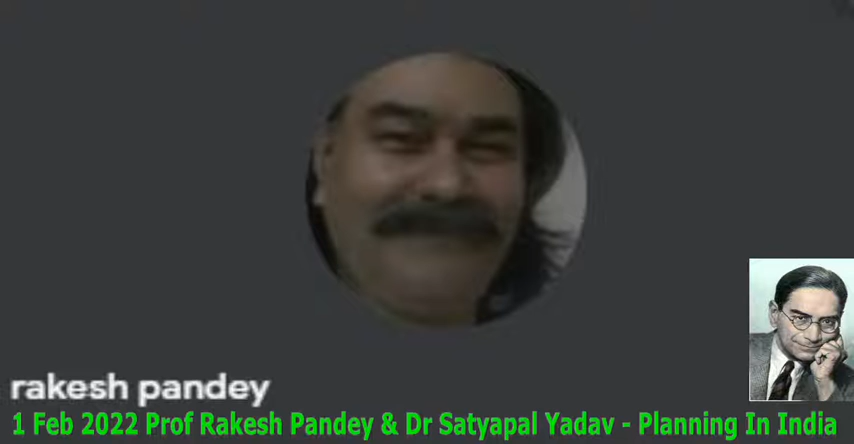 rakesh pandey
1 Feb 2022 Prof Rakesh Pandey & Dr Satyapal Yadav - Planning In India